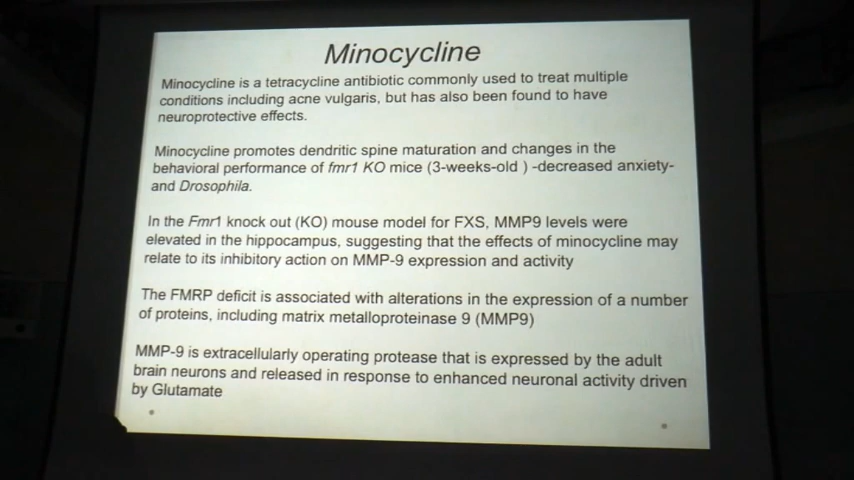 Minocycline
Minocycline is a tetracycline antibiotic commonly used to treat multiple
conditions including acne vulgaris, but has also been found to have
neuroprotective effects.
Minocycline promotes dendritic spine maturation and changes in the
behavioral performance of fmr1 KO mice (3-weeks-old ) -decreased anxiety-
and Drosophila.
In the Fmr1 knock out (KO) mouse model for FXS, MMP9 levels were
elevated in the hippocampus, suggesting that the effects of minocycline may
relate to its inhibitory action on MMP-9 expression and activity
The FMRP deficit is associated with alterations in the expression of a number
of proteins, including matrix metalloproteinase 9 (MMP9)
MMP-9 is extracellularly operating protease that is expressed by the adult
brain neurons and released in response to enhanced neuronal activity driven
by Glutamate